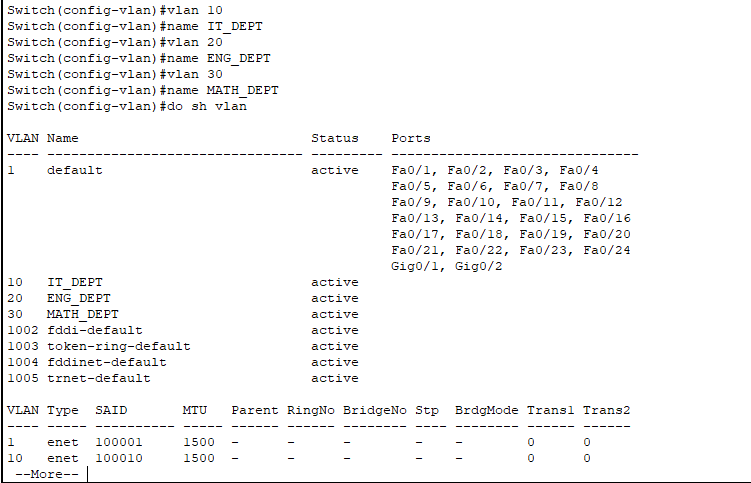 Switch(config-vlan)#vlan 10
Switch(config-vlan)#name IT_DEPT
Switch(config-vlan)#vlan 20
Switch(config-vlan)#name ENG_DEPT
Switch(config-vlan)#vlan 30
Switch(config-vlan)#name MATH_DEPT
Switch(config-vlan)#do sh vlan

VLAN Name                             Status    Ports
---- -------------------------------- --------- -------------------------------
1    default                          active    Fa0/1, Fa0/2, Fa0/3, Fa0/4
                                                Fa0/5, Fa0/6, Fa0/7, Fa0/8
                                                Fa0/9, Fa0/10, Fa0/11, Fa0/12
                                                Fa0/13, Fa0/14, Fa0/15, Fa0/16
                                                Fa0/17, Fa0/18, Fa0/19, Fa0/20
                                                Fa0/21, Fa0/22, Fa0/23, Fa0/24
                                                Gig0/1, Gig0/2
10   IT_DEPT                          active
20   ENG_DEPT                         active
30   MATH_DEPT                        active
1002 fddi-default                     active
1003 token-ring-default               active
1004 fddinet-default                  active
1005 trnet-default                    active

VLAN Type  SAID       MTU   Parent RingNo BridgeNo Stp  BrdgMode Trans1 Trans2
---- ----- ---------- ----- ------ ------ -------- ---- -------- ------ ------
1    enet  100001     1500  -      -      -        -    -        0      0
10   enet  100010     1500  -      -      -        -    -        0      0
 --More--